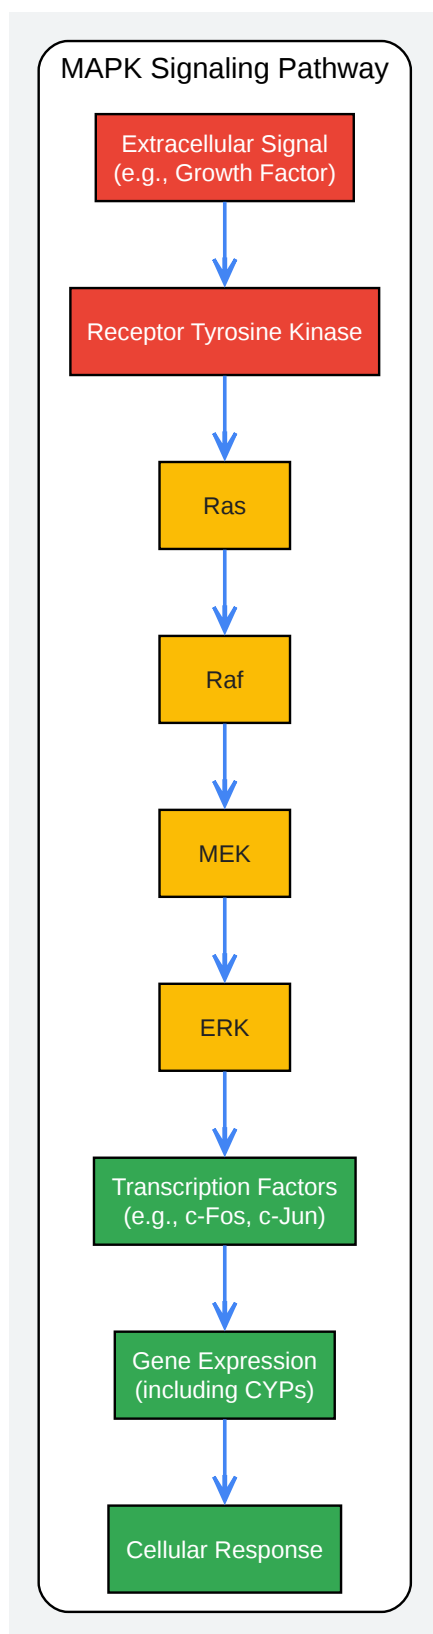 MAPK Signaling Pathway
Extracellular Signal
(e.g., Growth Factor)
Receptor Tyrosine Kinase
Ras
Raf
MEK
ERK
Transcription Factors
(e.g., c-Fos, c-Jun)
Gene Expression
(including CYPs)
Cellular Response